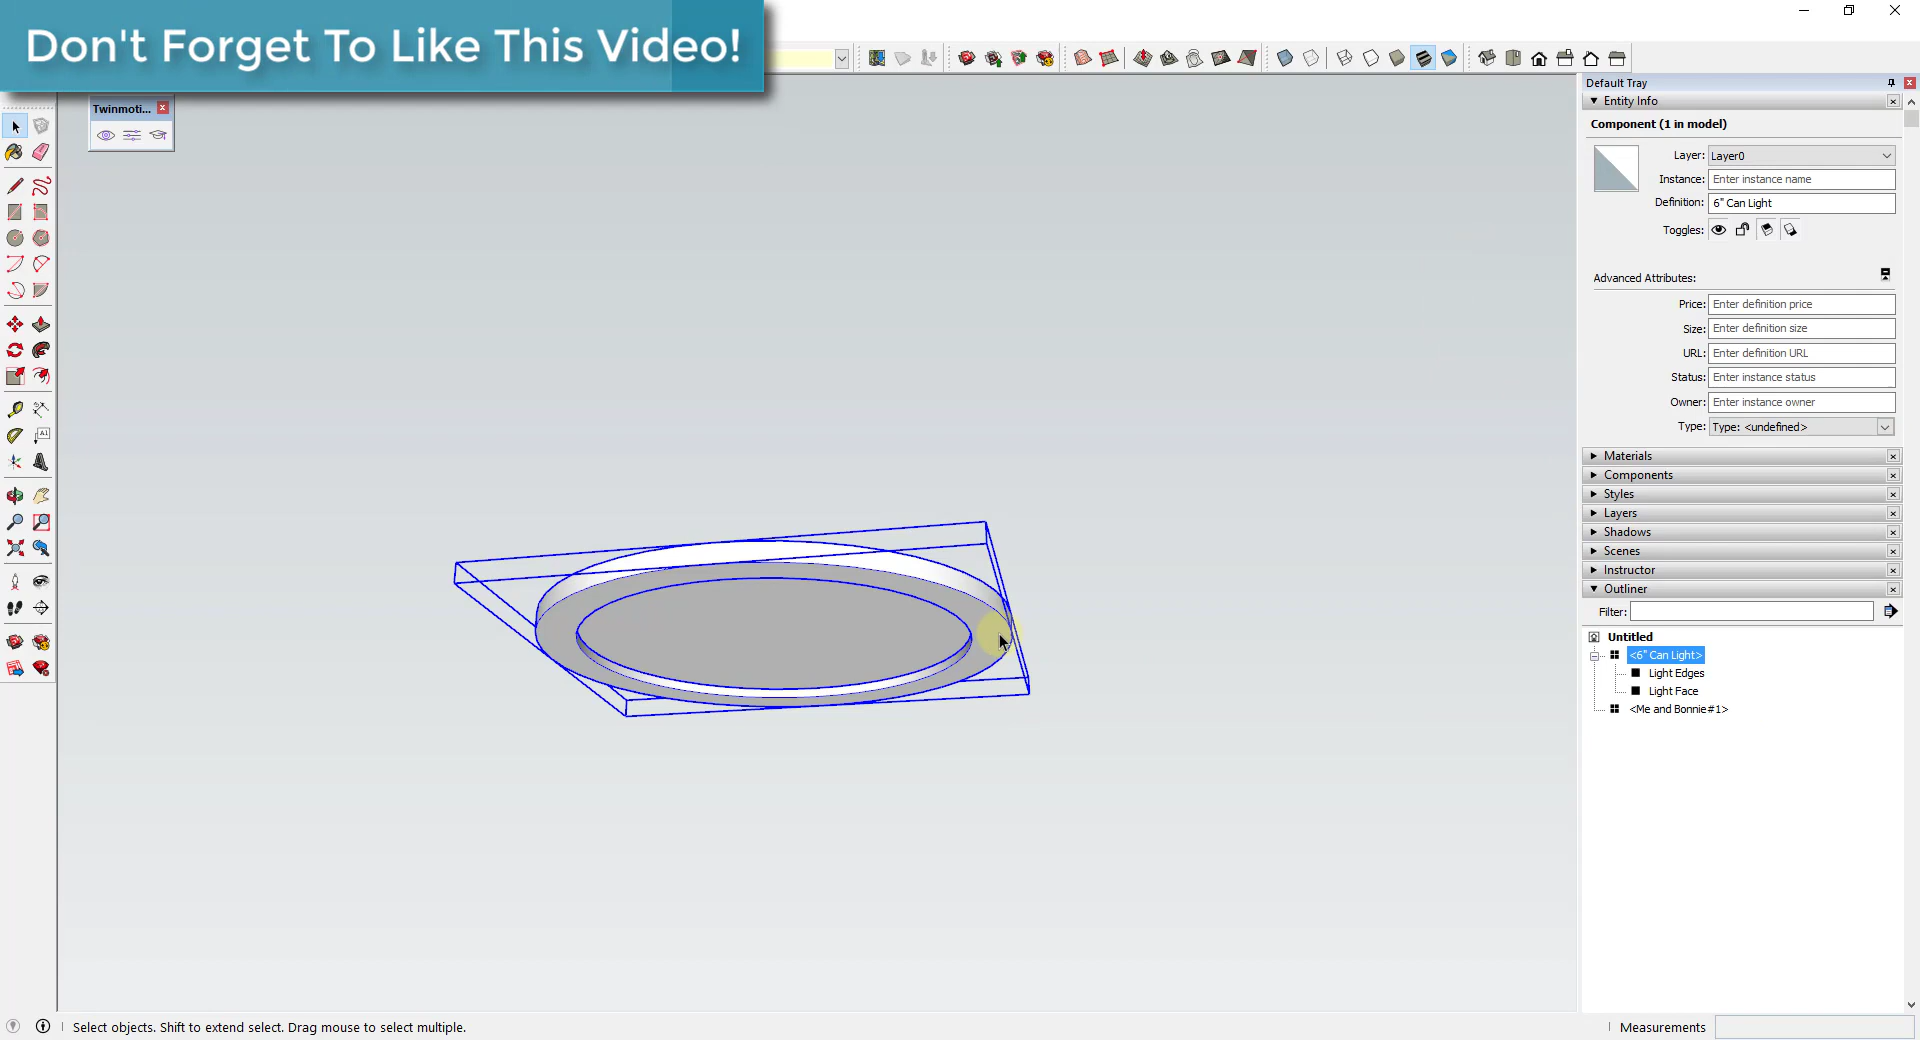 Don't Forget To Like This Video!
Twinmoti...
A1
Default Tray
Entity Info
Component (1 in model)
Layer: Layer0
Instance: Enter instance name
Definition: 6" Can Light
Toggles:
Advanced Attributes:
Price: Enter definition price
Size: Enter definition size
URL: Enter definition URL
Status: Enter instance status
Owner: Enter instance owner
Type: Type: <undefined>
Materials
Components
Styles
Layers
Shadows
Scenes
Instructor
Outliner
Filter:
Untitled
<6" Can Light>
Light Edges
Light Face
<Me and Bonnie#1>
Select objects. Shift to extend select. Drag mouse to select multiple.
Measurements